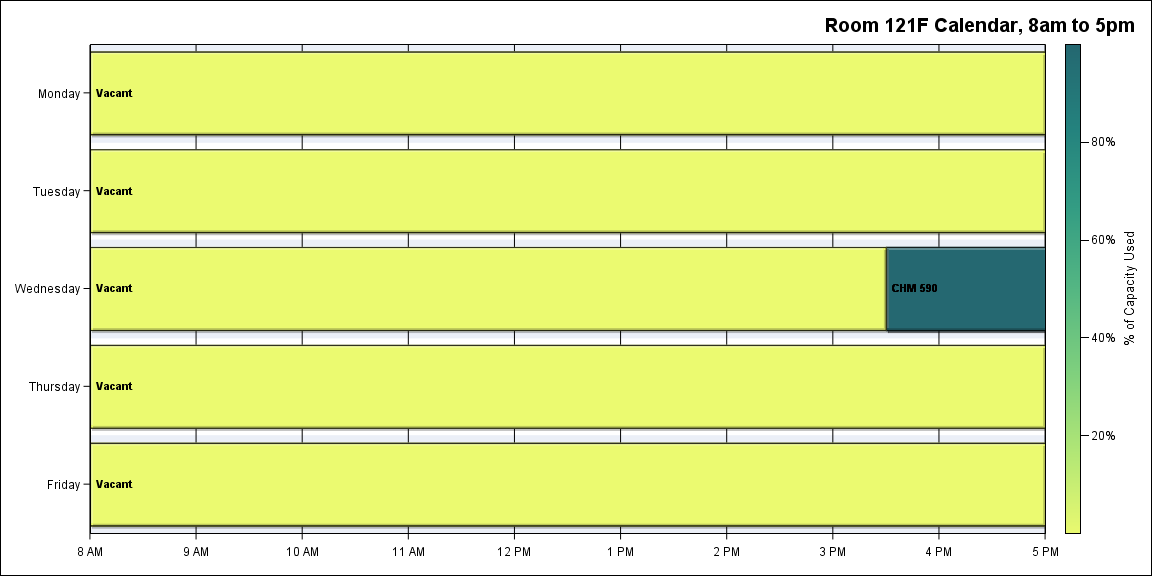 Room 121F Calendar, 8am to 5pm
Monday
Vacant
Tuesday
Vacant
Wednesday
Vacant
CHM 590
Thursday
Vacant
Friday
Vacant
8 AM 9 AM 10 AM 11 AM 12 PM 1 PM 2 PM 3 PM 4 PM 5 PM
80%
60%
40%
20%
% of Capacity Used